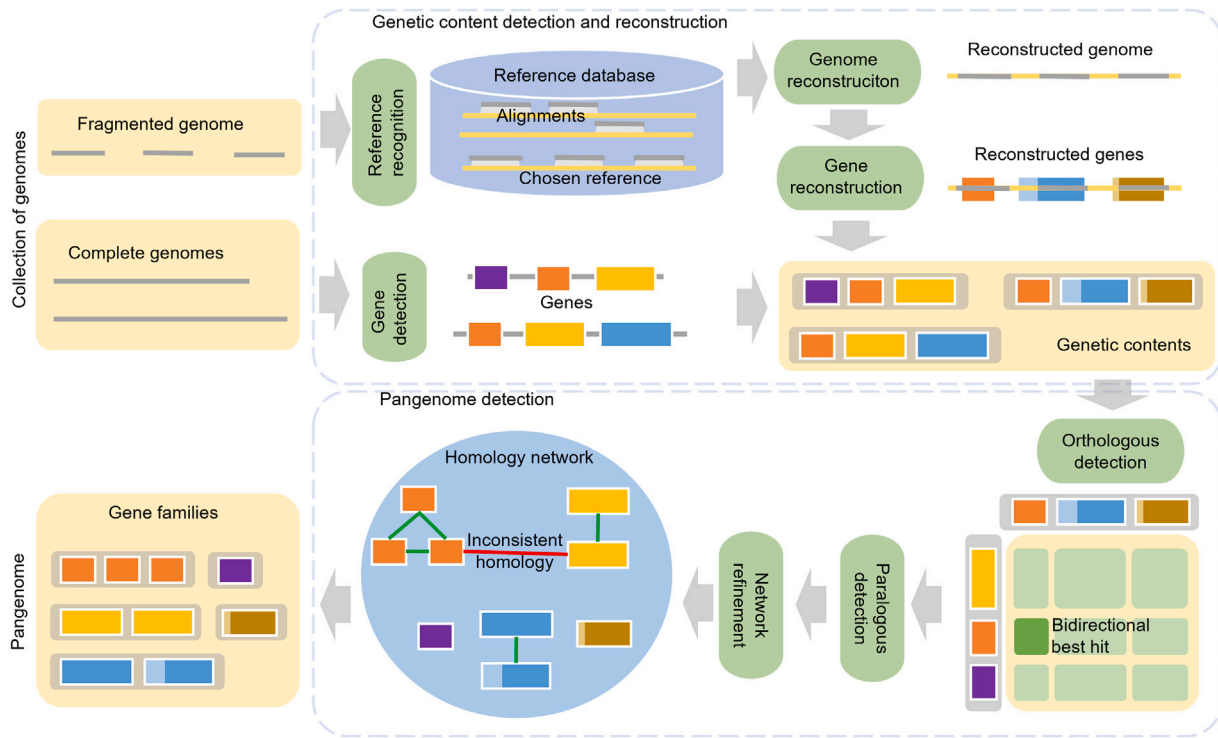 Genetic content detection and reconstruction
Collection of genomes
Fragmented genome
Complete genomes
Reference
recognition
Reference database
Alignments
Chosen reference
Genome
reconstruciton
Reconstructed genome
Gene
reconstruction
Reconstructed genes
Gene
detection
Genes
Genetic contents
Pangenome detection
Orthologous
detection
Bidirectional
best hit
Paralogous
detection
Network
refinement
Homology network
Inconsistent
homology
Pangenome
Gene families